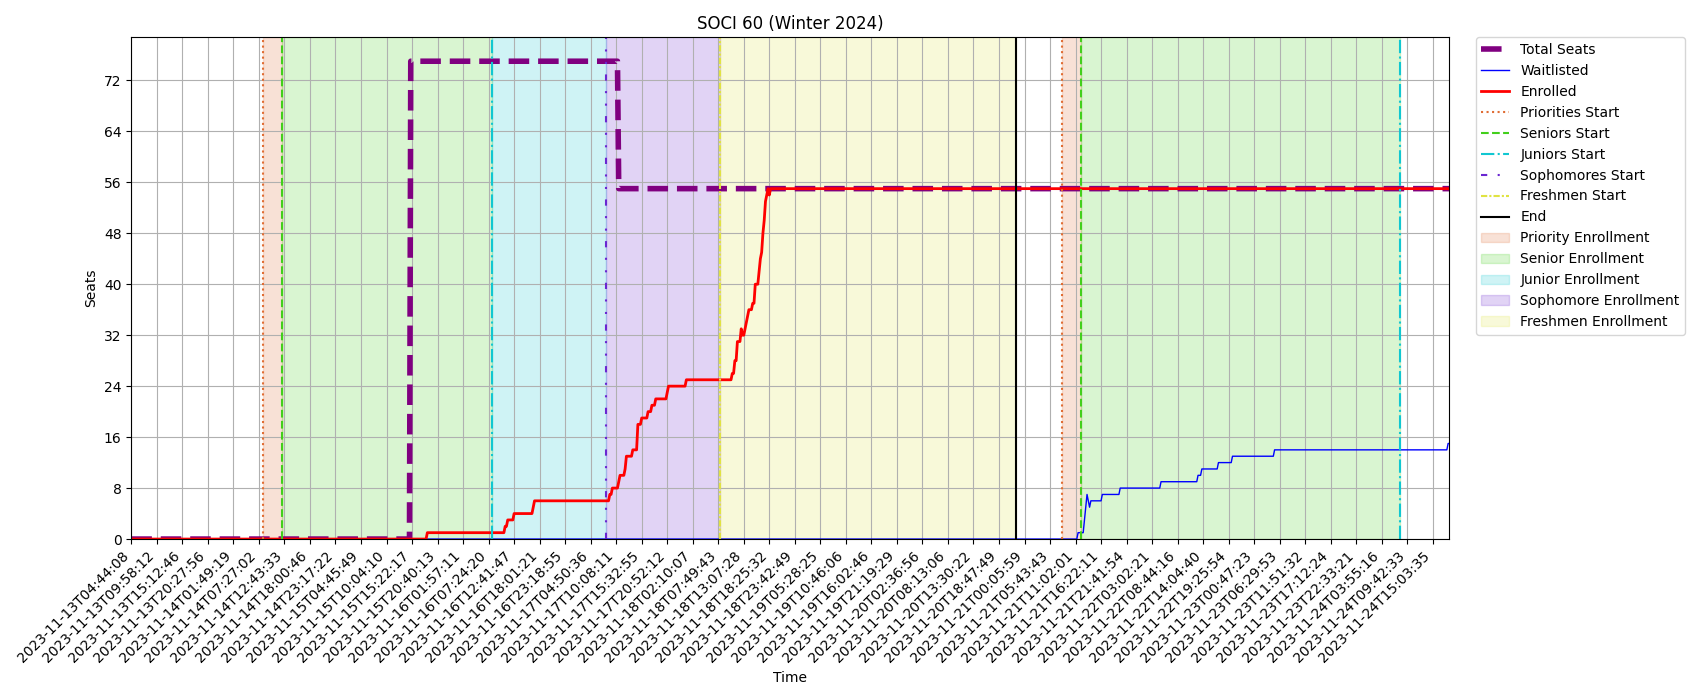 SOCI 60 (Winter 2024)
Seats
72
64
56
48
40
32
24
16
8
0
2023-11-13T04:44:08
2023-11-13T09:58:12
2023-11-13T15:12:46
2023-11-13T20:27:56
2023-11-14T01:49:19
2023-11-14T07:27:02
2023-11-14T12:43:33
2023-11-14T18:00:46
2023-11-14T23:17:22
2023-11-15T04:45:49
2023-11-15T10:04:10
2023-11-15T15:22:17
2023-11-15T20:40:13
2023-11-16T01:57:11
2023-11-16T07:24:20
2023-11-16T12:41:47
2023-11-16T18:01:21
2023-11-16T23:18:55
2023-11-17T04:50:36
2023-11-17T10:08:11
2023-11-17T15:32:55
2023-11-17T20:52:12
2023-11-18T02:10:07
2023-11-18T07:49:43
2023-11-18T13:07:28
2023-11-18T18:25:32
2023-11-18T23:42:49
2023-11-19T05:28:25
2023-11-19T10:46:06
2023-11-19T16:02:46
2023-11-19T21:19:29
2023-11-20T02:36:56
2023-11-20T08:13:06
2023-11-20T13:30:22
2023-11-20T18:47:49
2023-11-21T00:05:59
2023-11-21T05:43:43
2023-11-21T11:02:01
2023-11-21T16:22:11
2023-11-21T21:41:54
2023-11-22T03:02:21
2023-11-22T08:44:16
2023-11-22T14:04:40
2023-11-22T19:25:54
2023-11-23T00:47:23
2023-11-23T06:29:53
2023-11-23T11:51:32
2023-11-23T17:12:24
2023-11-23T22:33:21
2023-11-24T03:55:16
2023-11-24T09:42:33
2023-11-24T15:03:35
Time
Total Seats
Waitlisted
Enrolled
Priorities Start
Seniors Start
Juniors Start
Sophomores Start
Freshmen Start
End
Priority Enrollment
Senior Enrollment
Junior Enrollment
Sophomore Enrollment
Freshmen Enrollment